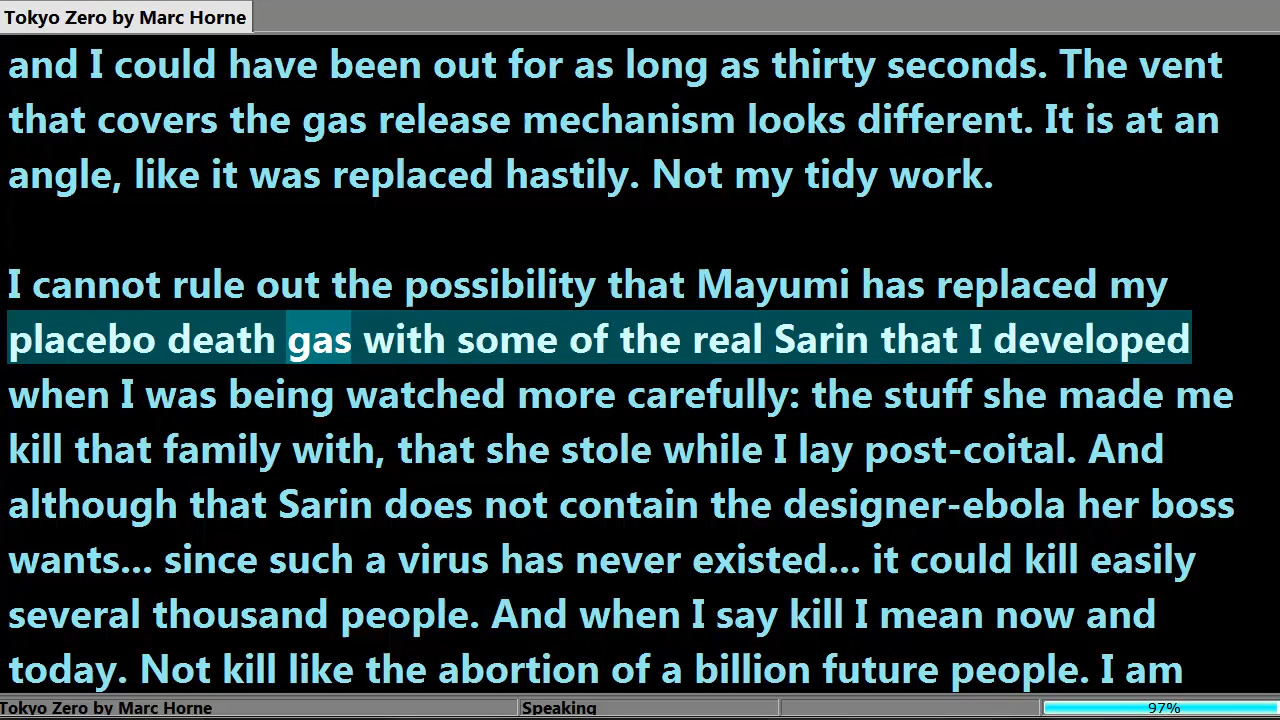 Tokyo Zero by Marc Horne
and I could have been out for as long as thirty seconds. The vent
that covers the gas release mechanism looks different. It is at an
angle, like it was replaced hastily. Not my tidy work.
I cannot rule out the possibility that Mayumi has replaced my
placebo death gas with some of the real Sarin that I developed
when I was being watched more carefully: the stuff she made me
kill that family with, that she stole while I lay post-coital. And
although that Sarin does not contain the designer-ebola her boss
wants... since such a virus has never existed... it could kill easily
several thousand people. And when I say kill I mean now and
today. Not kill like the abortion of a billion future people. I am
Tokyo Zero by Marc Horne
Speaking
97%